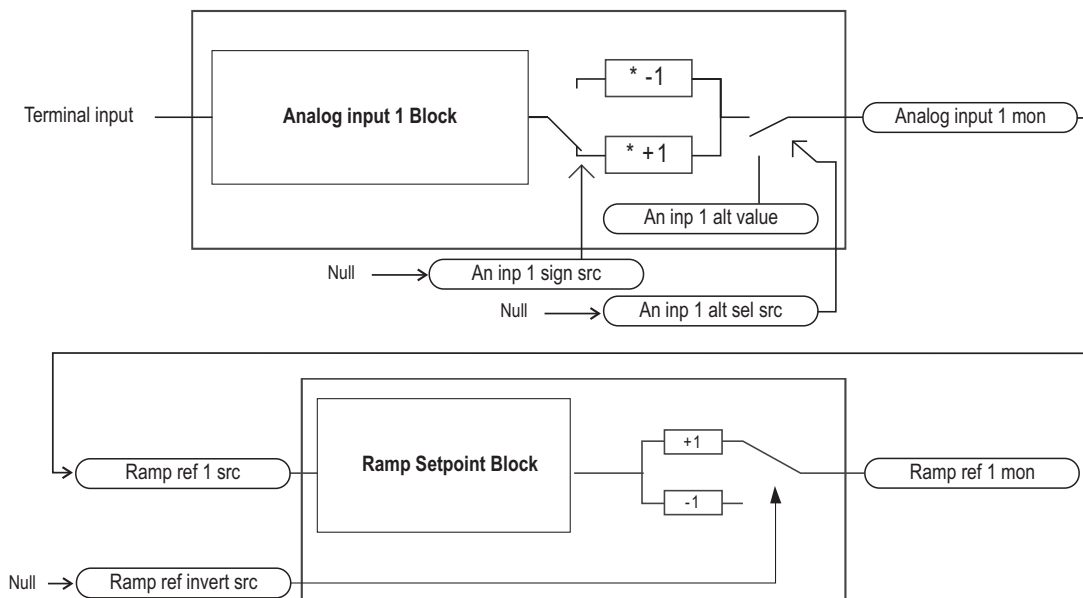 * -1
Terminal input
Analog input 1 Block
Analog input 1 mon
* +1
An inp 1 alt value
Null
An inp 1 sign src
Null
An inp 1 alt sel src
+1
Ramp ref 1 src
Ramp Setpoint Block
Ramp ref 1 mon
-1
Null
Ramp ref invert src